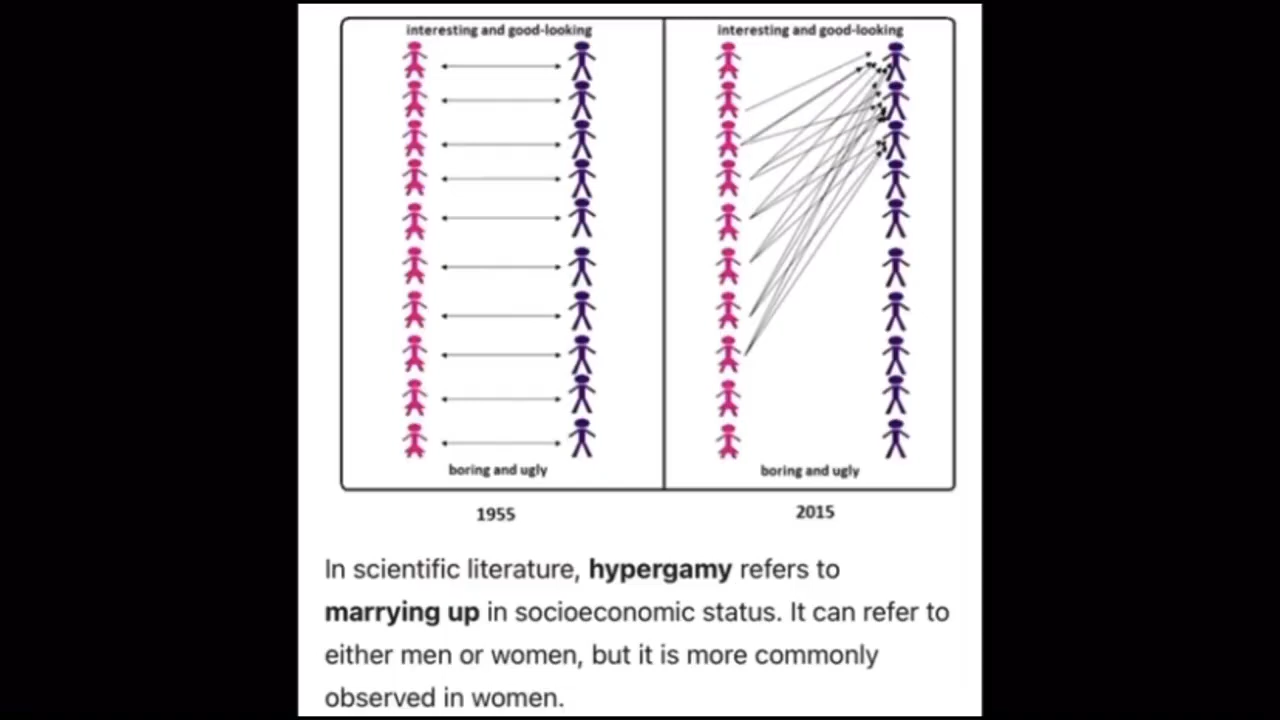 interesting and good-looking
interesting and good-looking
boring and ugly
boring and ugly
1955
2015
In scientific literature, hypergamy refers to
marrying up in socioeconomic status. It can refer to
either men or women, but it is more commonly
observed in women.